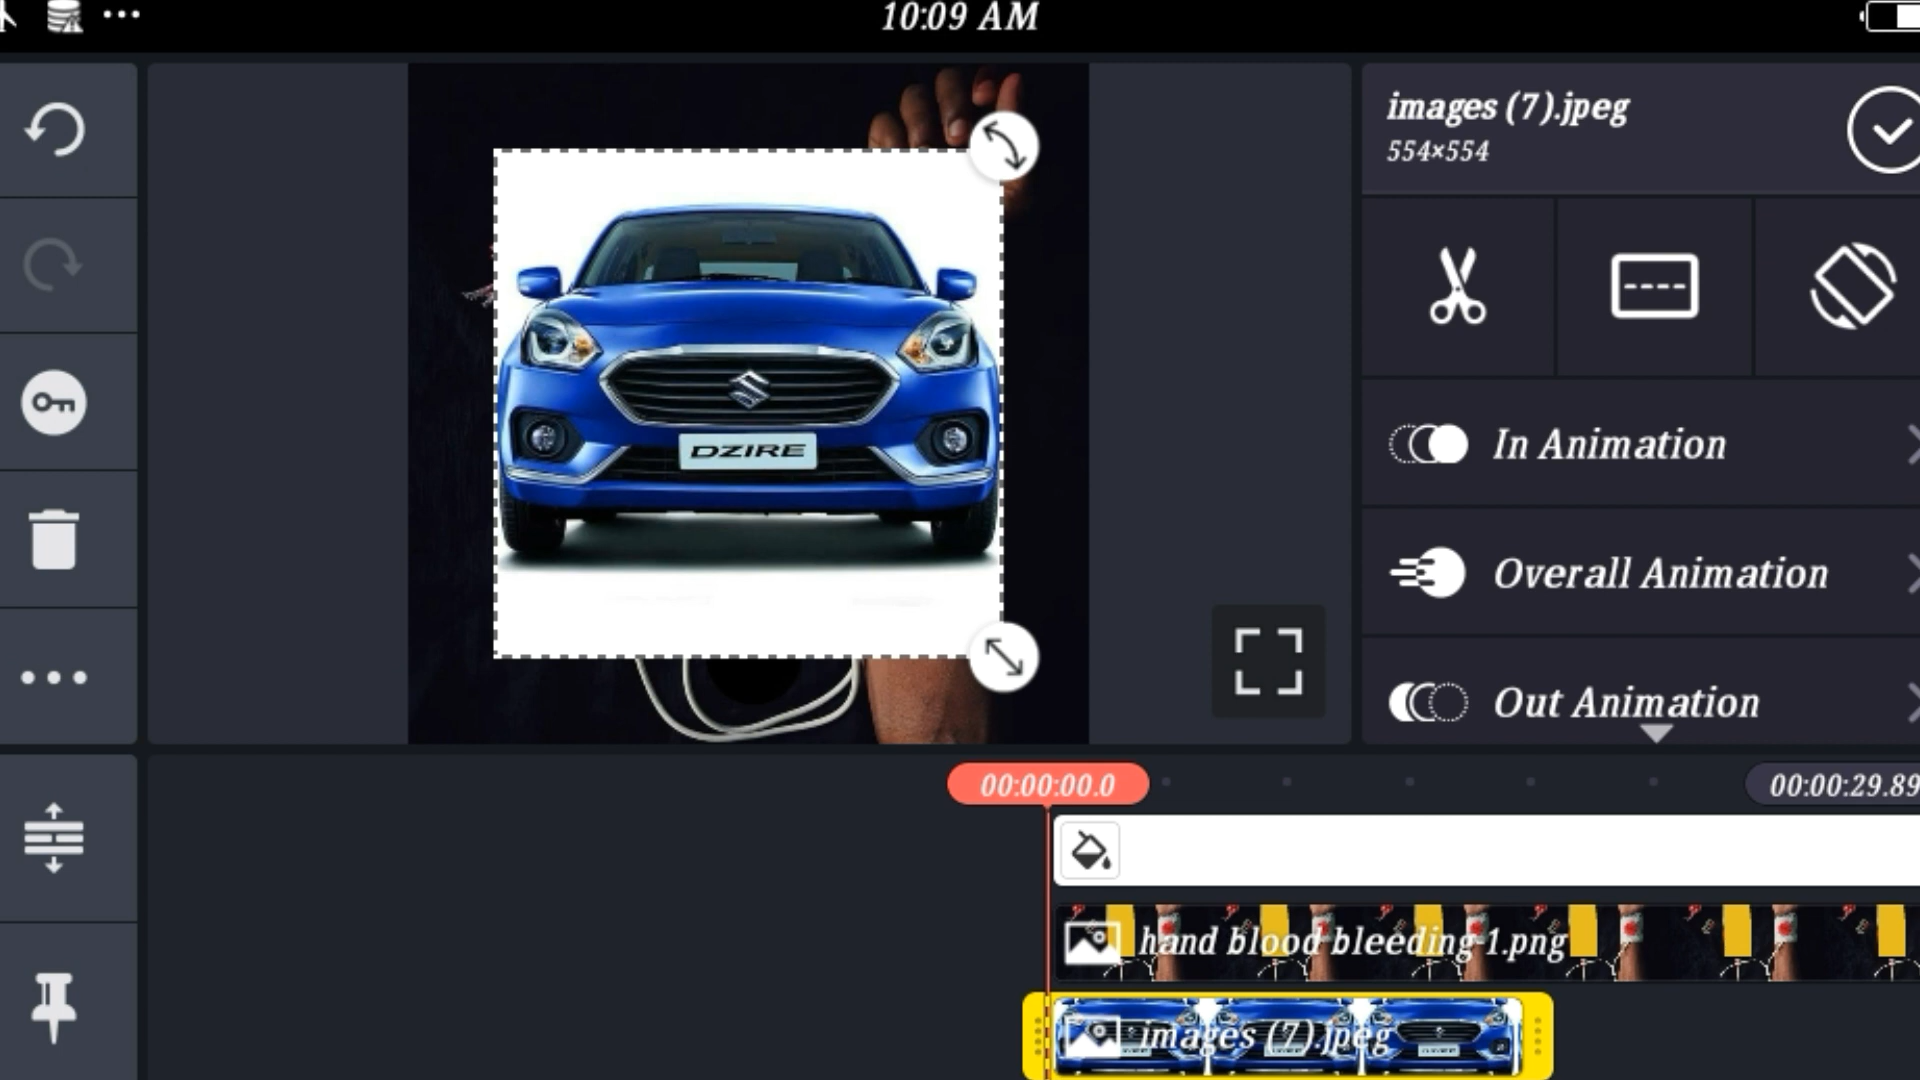 10:09 AM
images (7).jpeg
554×554
DZIRE
In Animation
Overall Animation
Out Animation
00:00:00.0
00:00:29.89
hand blood bleeding 1.png
images (7).jpeg